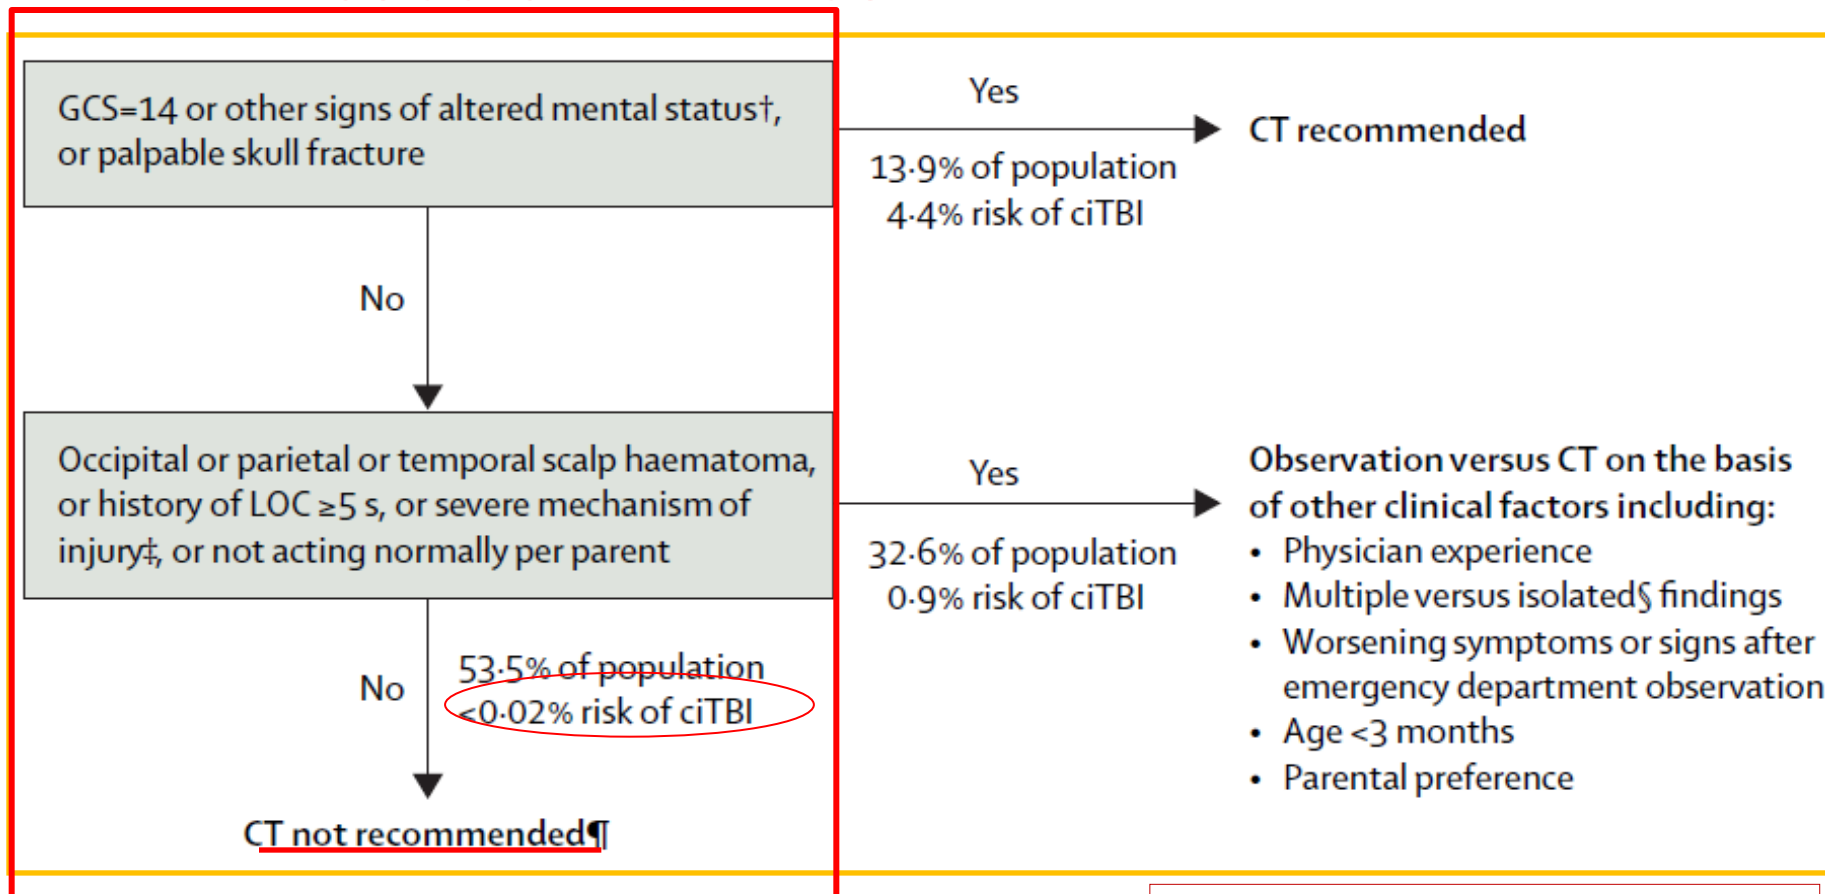 GCS=14 or other signs of altered mental status†,
or palpable skull fracture
Yes
13·9% of population
4·4% risk of ciTBI
CT recommended
No
Occipital or parietal or temporal scalp haematoma,
or history of LOC ≥5 s, or severe mechanism of
injury‡, or not acting normally per parent
Yes
32·6% of population
0·9% risk of ciTBI
Observation versus CT on the basis
of other clinical factors including:
• Physician experience
• Multiple versus isolated§ findings
• Worsening symptoms or signs after
emergency department observation
• Age <3 months
• Parental preference
No
53·5% of population
<0·02% risk of ciTBI
CT not recommended¶